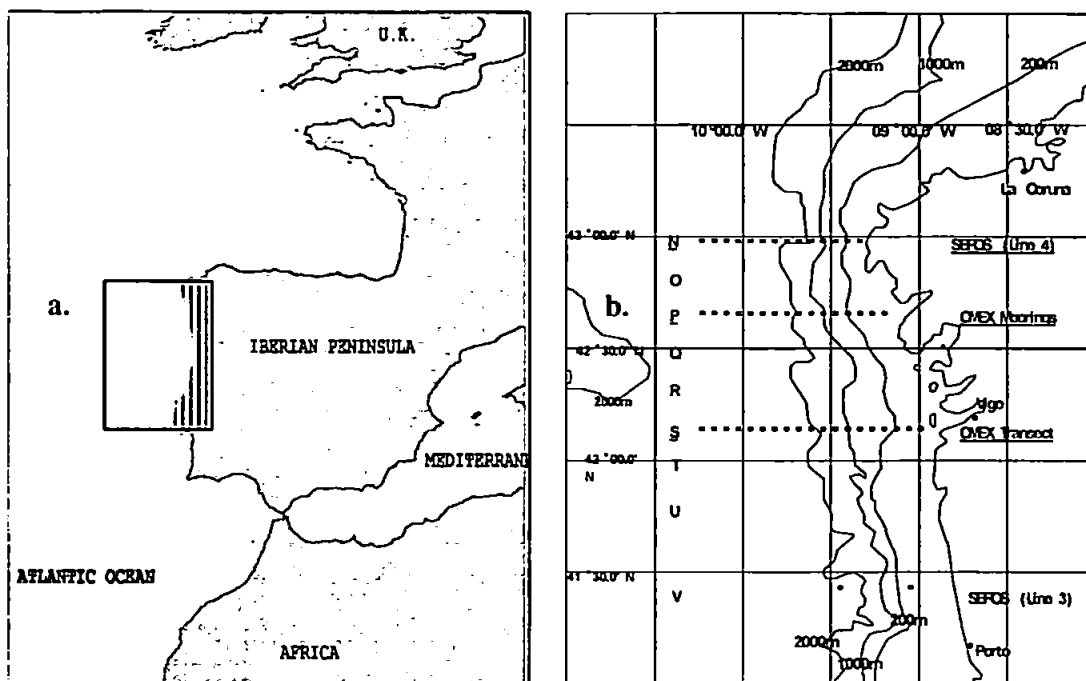 U.K.
a.
IBERIAN PENINSULA
MEDITERRANE
ATLANTIC OCEAN
AFRICA
2000m
1000m
200m
10°00.0' W
09°00.0' W
08°30.0' W
La Coruna
43°00.0' N
N
SEFOS (Line 4)
O
b.
P
OMEX Moorings
42°30.0' N
Q
2000m
R
Vigo
S
OMEX Transect
42°00.0'
N
T
U
41°30.0' N
V
SEFOS (Line 3)
200m
2000m
Porto
1000m